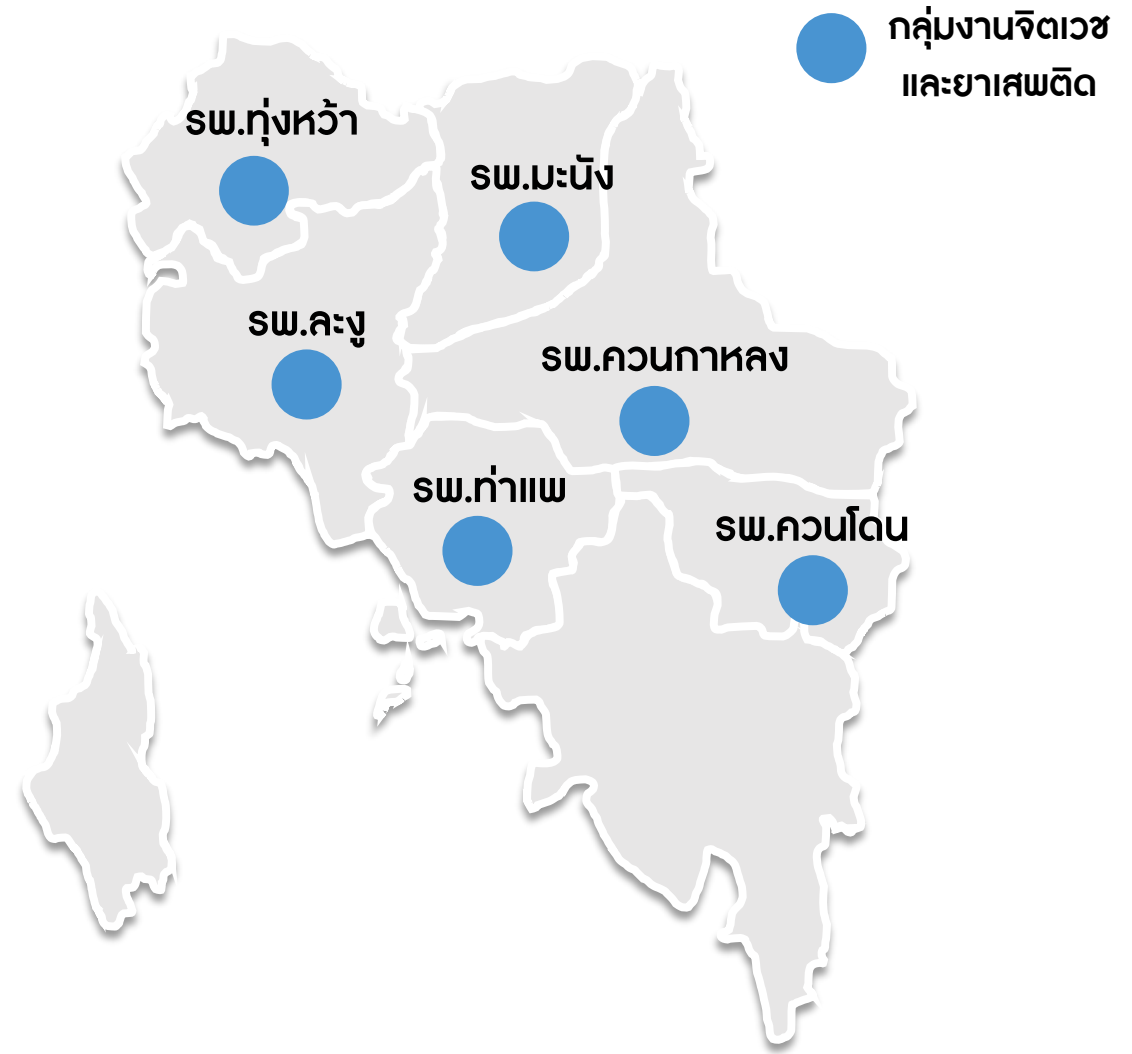 กลุ่มงานจิตเวช
และยาเสพติด
รพ.ทุ่งหว้า
รพ.มะนัง
รพ.ละงู
รพ.ควนกาหลง
รพ.ท่าแพ
รพ.ควนโดน